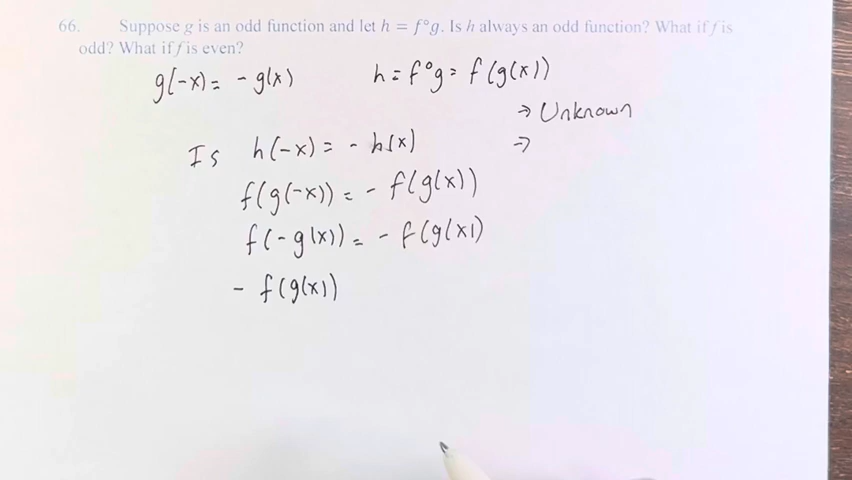 66. Suppose g is an odd function and let h = f°g. Is h always an odd function? What if f is
odd? What if f is even?
g(-x) = - g(x) h = f°g = f(g(x))
→ Unknown
Is h(-x) = - h(x) →
f(g(-x)) = - f(g(x))
f(-g(x)) = - f(g(x)
- f(g(x))